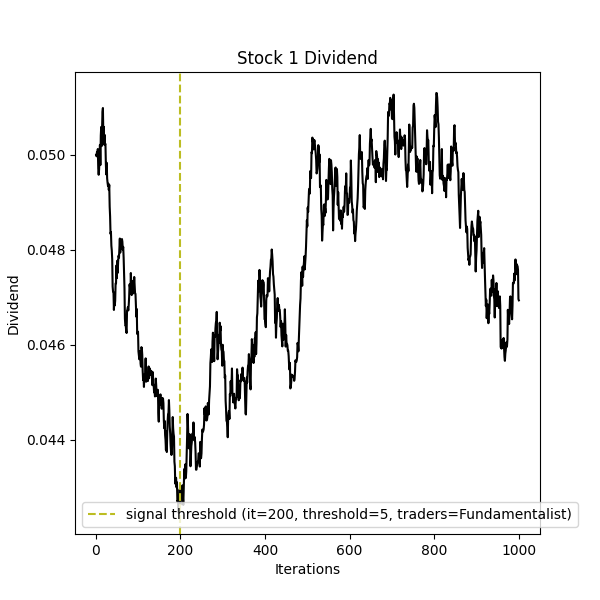 Stock 1 Dividend
Dividend
0.050
0.048
0.046
0.044
signal threshold (it=200, threshold=5, traders=Fundamentalist)
0 200 400 600 800 1000
Iterations